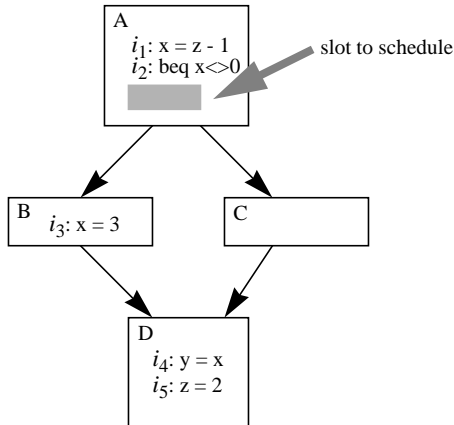 A
i1: x = z - 1
i2: beq x<>0
slot to schedule
B
i3: x = 3
C
D
i4: y = x
i5: z = 2